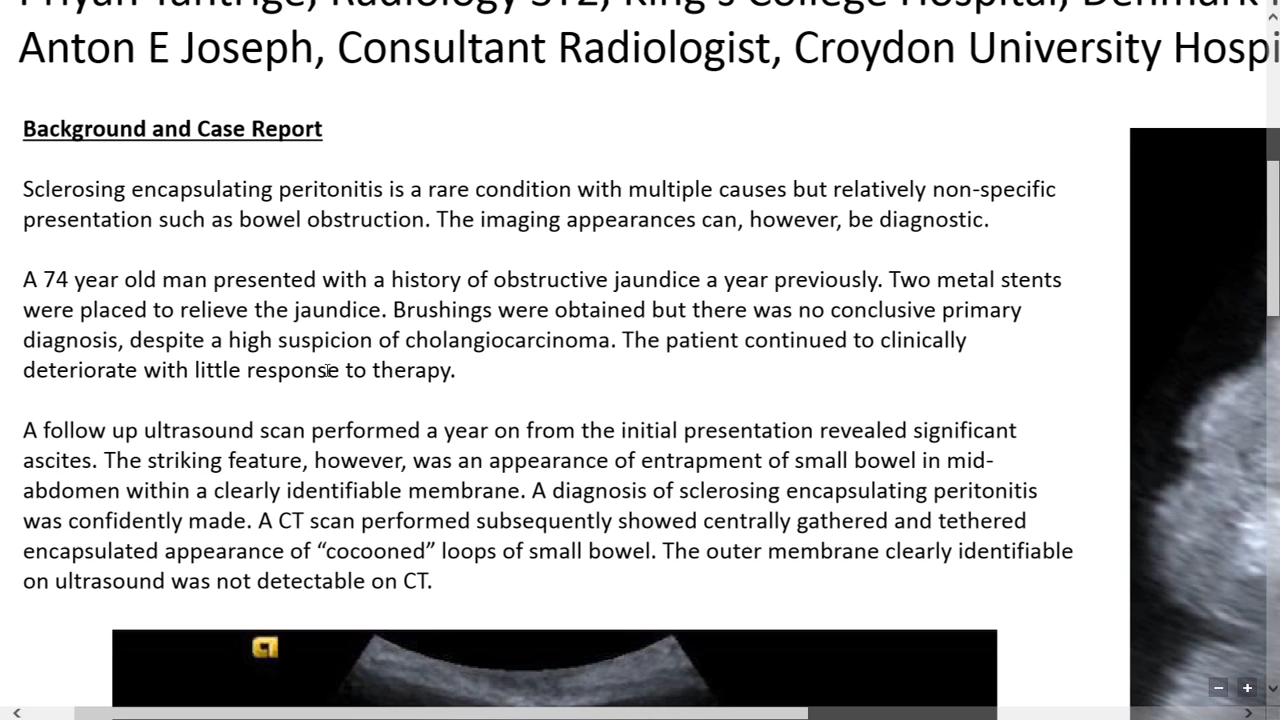 Anton E Joseph, Consultant Radiologist, Croydon University
Background and Case Report
Sclerosing encapsulating peritonitis is a rare condition with multiple causes but relatively non-specific
presentation such as bowel obstruction. The imaging appearances can, however, be diagnostic.
A 74 year old man presented with a history of obstructive jaundice a year previously. Two metal stents
were placed to relieve the jaundice. Brushings were obtained but there was no conclusive primary
diagnosis, despite a high suspicion of cholangiocarcinoma. The patient continued to clinically
deteriorate with little response to therapy.
A follow up ultrasound scan performed a year on from the initial presentation revealed significant
ascites. The striking feature, however, was an appearance of entrapment of small bowel in mid-
abdomen within a clearly identifiable membrane. A diagnosis of sclerosing encapsulating peritonitis
was confidently made. A CT scan performed subsequently showed centrally gathered and tethered
encapsulated appearance of “cocooned” loops of small bowel. The outer membrane clearly identifiable
on ultrasound was not detectable on CT.